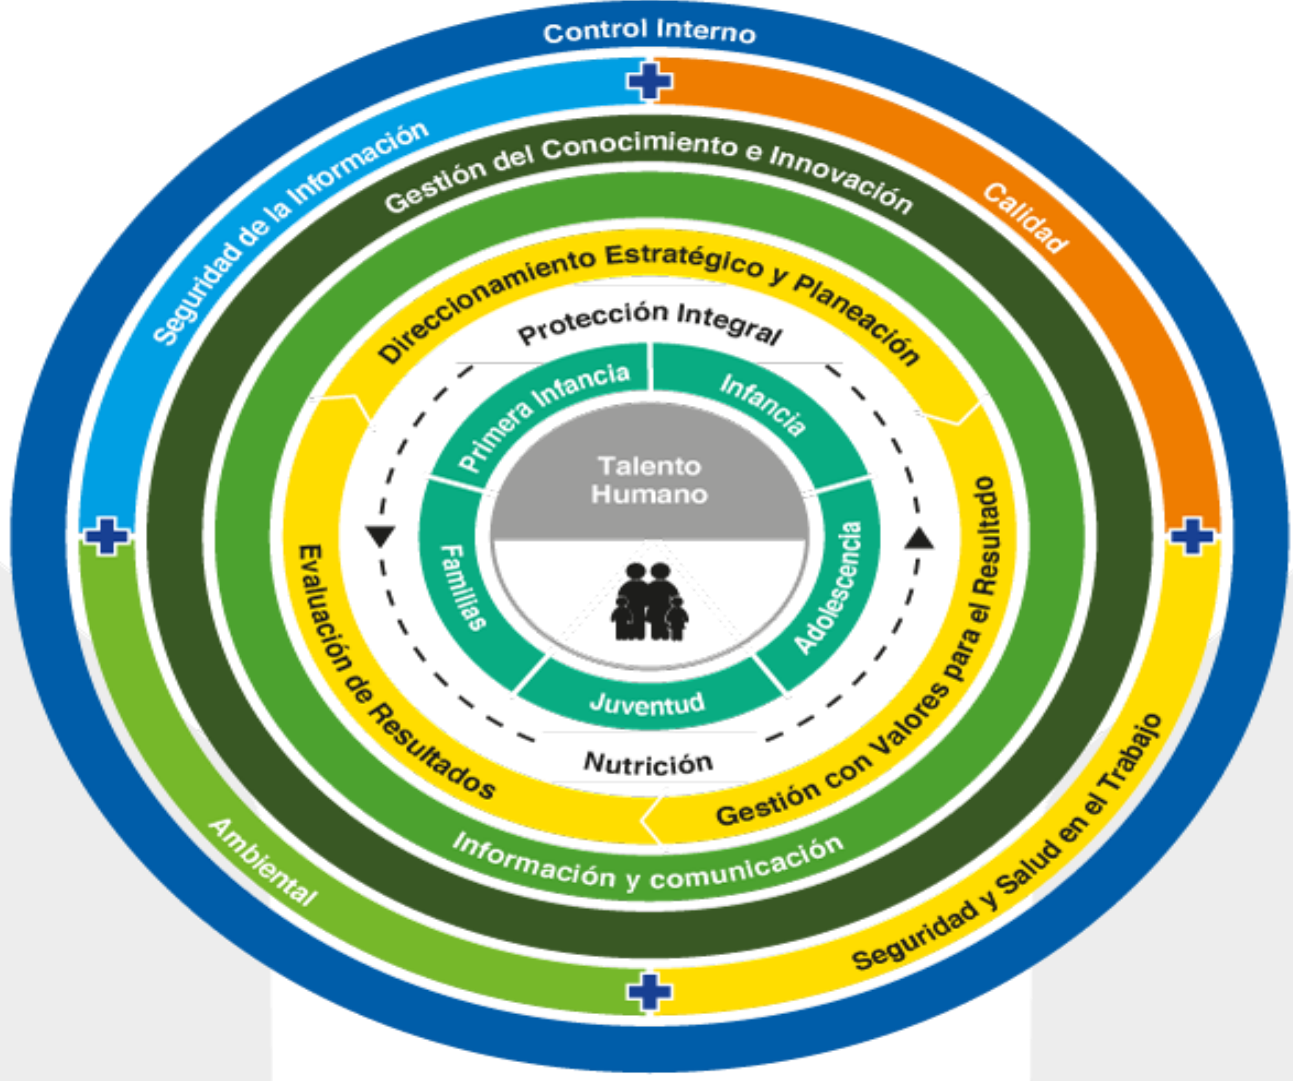 Control Interno
Seguridad de la Información
Calidad
Gestión del Conocimiento e Innovación
Direccionamiento Estratégico y Planeación
Protección Integral
Primera Infancia
Infancia
Talento
Humano
Familias
Adolescencia
Juventud
Nutrición
Evaluación de Resultados
Gestión con Valores para el Resultado
Información y comunicación
Ambiental
Seguridad y Salud en el Trabajo